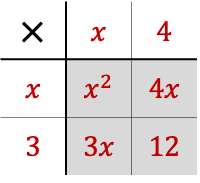 × x 4
x x² 4x
3 3x 12